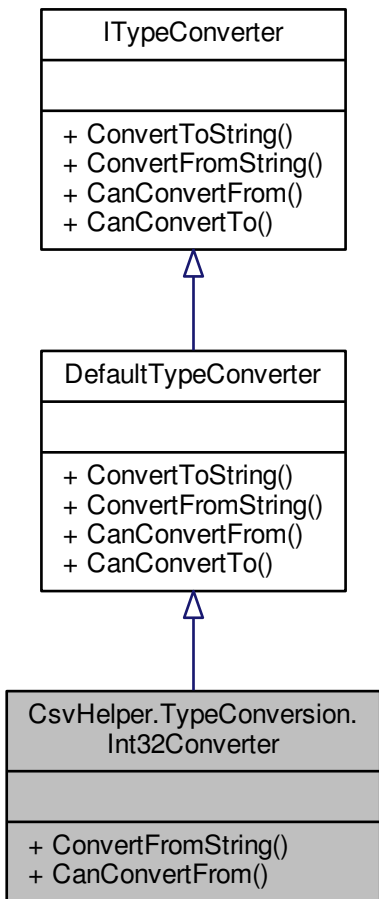 ITypeConverter
+ ConvertToString()
+ ConvertFromString()
+ CanConvertFrom()
+ CanConvertTo()
DefaultTypeConverter
+ ConvertToString()
+ ConvertFromString()
+ CanConvertFrom()
+ CanConvertTo()
CsvHelper.TypeConversion.
Int32Converter
+ ConvertFromString()
+ CanConvertFrom()